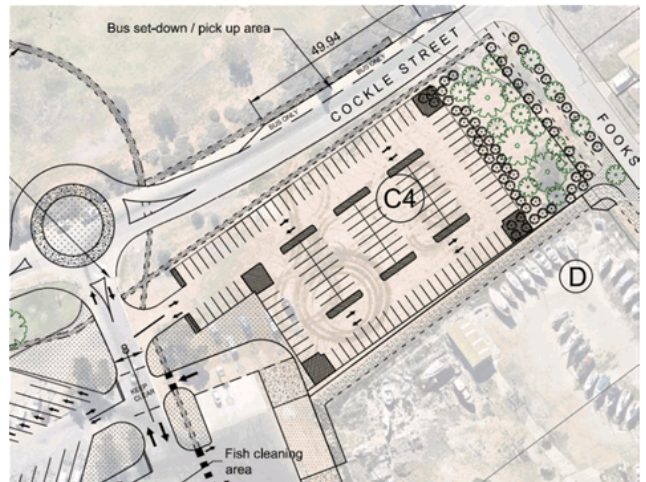 Bus set-down / pick up area
49.94
BUS ONLY
BUS ONLY
COCKLE STREET
FOOKS
C4
D
8
KEEP
CLEAR
Fish cleaning
area